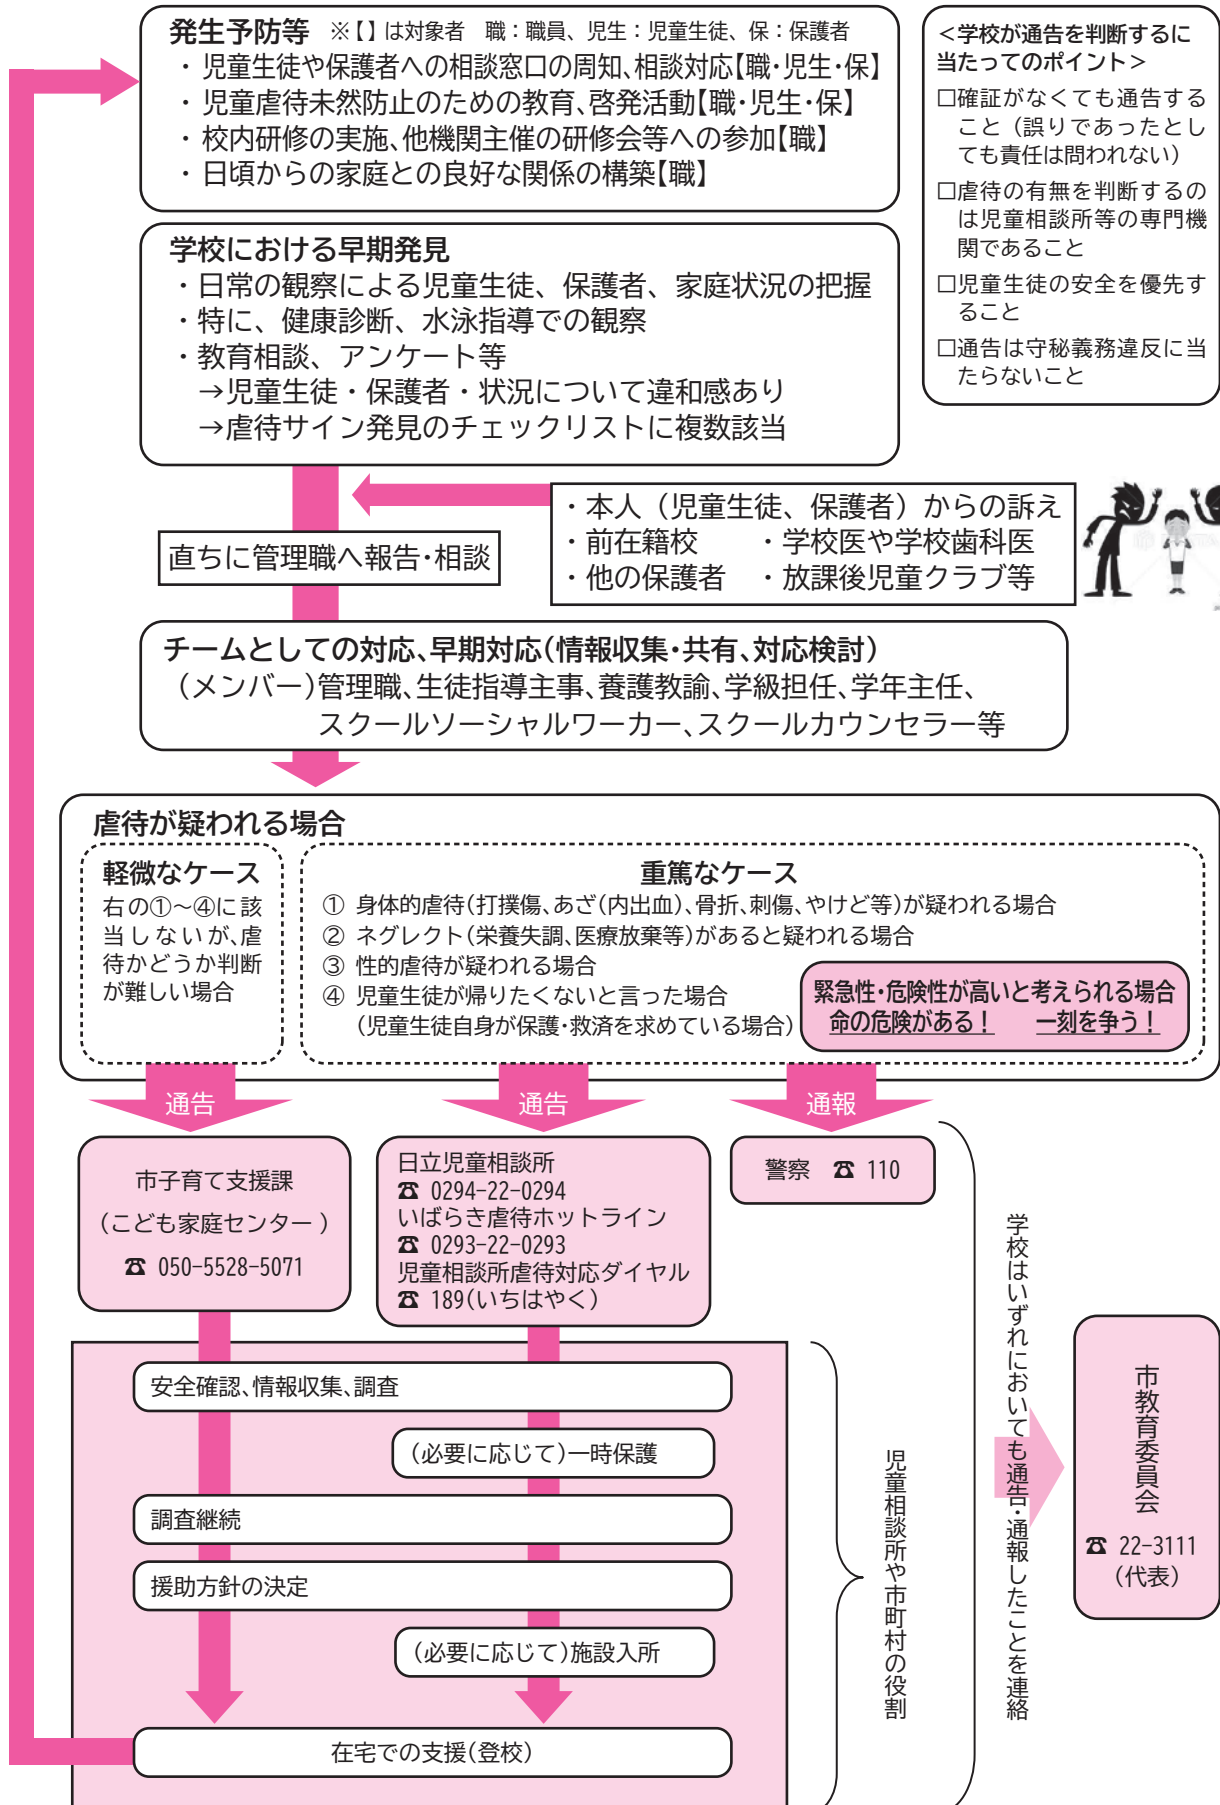 発生予防等 ※【】は対象者 職：職員、児生：児童生徒、保：保護者
・児童生徒や保護者への相談窓口の周知、相談対応【職・児生・保】
・児童虐待未然防止のための教育、啓発活動【職・児生・保】
・校内研修の実施、他機関主催の研修会等への参加【職】
・日頃からの家庭との良好な関係の構築【職】
＜学校が通告を判断するに
当たってのポイント＞
□確証がなくても通告する
こと（誤りであったとし
ても責任は問われない）
□虐待の有無を判断するの
は児童相談所等の専門機
関であること
□児童生徒の安全を優先す
ること
□通告は守秘義務違反に当
たらないこと
学校における早期発見
・日常の観察による児童生徒、保護者、家庭状況の把握
・特に、健康診断、水泳指導での観察
・教育相談、アンケート等
→児童生徒・保護者・状況について違和感あり
→虐待サイン発見のチェックリストに複数該当
・本人（児童生徒、保護者）からの訴え
・前在籍校 ・学校医や学校歯科医
・他の保護者 ・放課後児童クラブ等
直ちに管理職へ報告・相談
チームとしての対応、早期対応（情報収集・共有、対応検討）
（メンバー）管理職、生徒指導主事、養護教諭、学級担任、学年主任、
スクールソーシャルワーカー、スクールカウンセラー等
虐待が疑われる場合
軽微なケース
右の①～④に該
当しないが、虐
待かどうか判断
が難しい場合
重篤なケース
① 身体的虐待（打撲傷、あざ（内出血）、骨折、刺傷、やけど等）が疑われる場合
② ネグレクト（栄養失調、医療放棄等）があると疑われる場合
③ 性的虐待が疑われる場合
④ 児童生徒が帰りたくないと言った場合
（児童生徒自身が保護・救済を求めている場合）
緊急性・危険性が高いと考えられる場合
命の危険がある！ 一刻を争う！
通告
通告
通報
市子育て支援課
（こども家庭センター ）
☎ 050-5528-5071
日立児童相談所
☎ 0294-22-0294
いばらき虐待ホットライン
☎ 0293-22-0293
児童相談所虐待対応ダイヤル
☎ 189（いちはやく）
警察 ☎ 110
安全確認、情報収集、調査
（必要に応じて）一時保護
調査継続
援助方針の決定
（必要に応じて）施設入所
在宅での支援（登校）
児童相談所や市町村の役割
学校はいずれにおいても通告・通報したことを連絡
市教育委員会
☎ 22-3111
（代表）